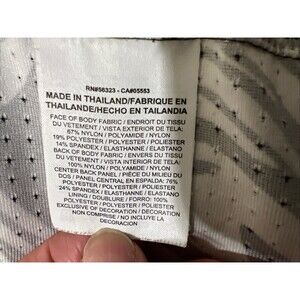 RN#56323 - CA#05553
MADE IN THAILAND/FABRIQUE EN
THAILANDE/HECHO EN TAILANDIA
FACE OF BODY FABRIC / ENDROIT DU TISSU
DU VETEMENT / VISTA EXTERIOR DE TELA:
67% NYLON / POLYAMIDE / NYLON
19% POLYESTER / POLYESTER / POLIESTER
14% SPANDEX / ELASTHANNE / ELASTANO
BACK OF BODY FABRIC / ENVERS DU TISSU
DU VETEMENT / VISTA INTERIOR DE TELA:
100% NYLON / POLYAMIDE / NYLON
CENTER BACK PANEL / PIÈCE DU MILIEU DU
DOS / PANEL CENTRAL EN ESPALDA: 76%
POLYESTER / POLYESTER / POLIESTER
24% SPANDEX / ELASTHANNE / ELASTANO
LINING / DOUBLURE / FORRO: 100%
POLYESTER / POLYESTER / POLIESTER
EXCLUSIVE OF DECORATION / DECORATION
NON COMPRISE / NO INCLUYE LA
DECORACION